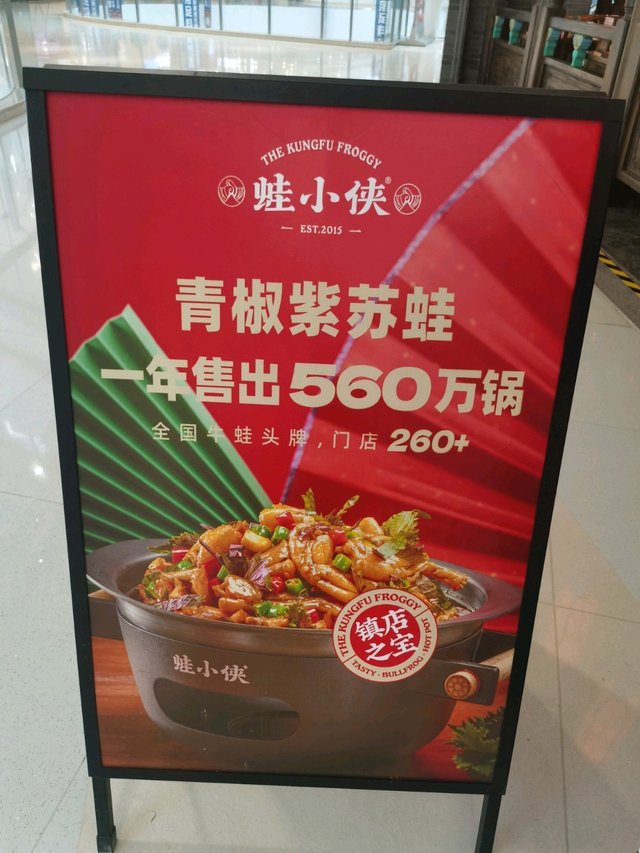 THE KUNGFU FROGGY
蛙小侠®
EST.2015
青椒紫苏蛙
一年售出560万锅
全国牛蛙头牌,门店260+
THE KUNGFU FROGGY
镇店
之宝
TASTY · BULLFROG · HOT POT
蛙小侠